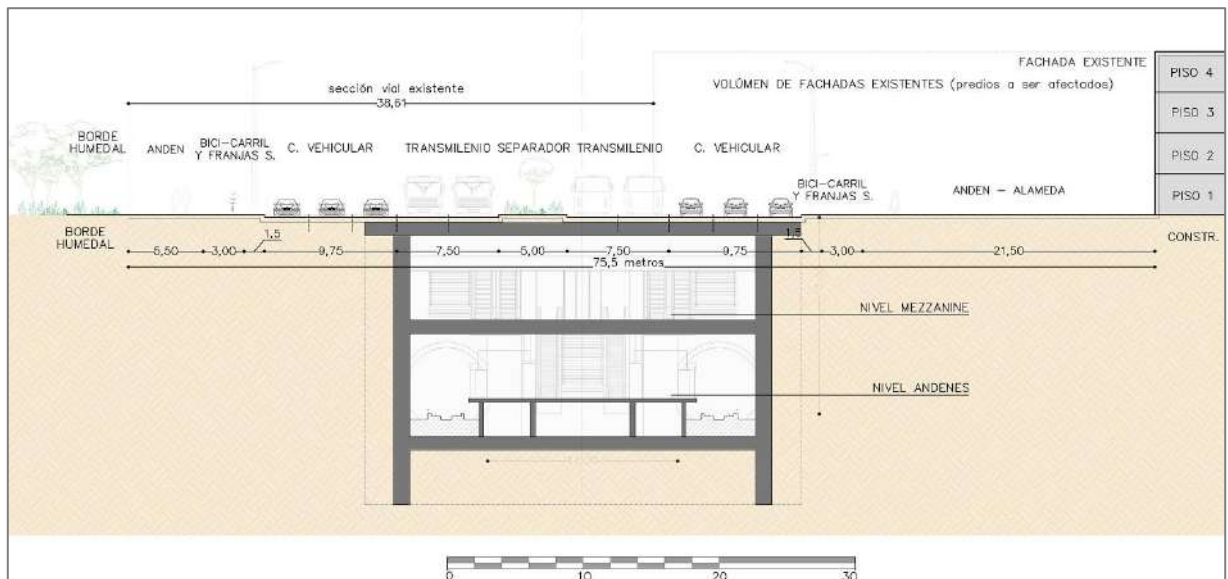 FACHADA EXISTENTE
PISO 4
VOLÚMEN DE FACHADAS EXISTENTES (predios a ser afectados)
sección vial existente
38,61
PISO 3
BORDE
HUMEDAL
ANDEN
BICI-CARRIL
Y FRANJAS S.
C. VEHICULAR
TRANSMILENIO
SEPARADOR
TRANSMILENIO
C. VEHICULAR
PISO 2
BICI-CARRIL
Y FRANJAS S.
ANDEN - ALAMEDA
PISO 1
BORDE
HUMEDAL
CONSTR.
5,50
3,00
1,5
9,75
7,50
5,00
7,50
9,75
1,5
3,00
21,50
75,5 metros
NIVEL MEZZANINE
NIVEL ANDENES
0
10
20
30